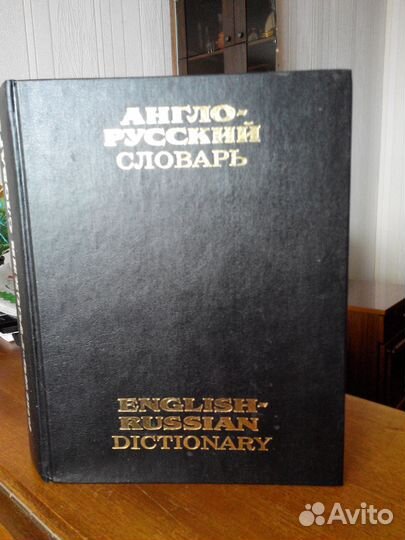 АНГЛО-
РУССКИЙ
СЛОВАРЬ
ENGLISH-
RUSSIAN
DICTIONARY
Avito